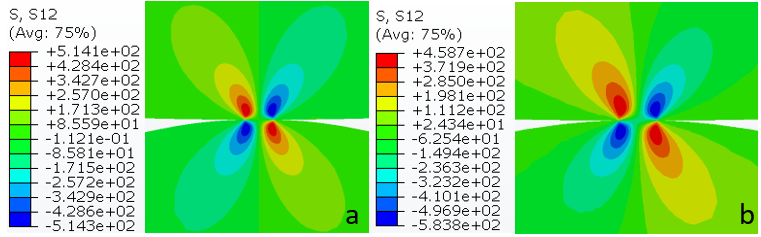 S, S12
(Avg: 75%)
+5.141e+02
+4.284e+02
+3.427e+02
+2.570e+02
+1.713e+02
+8.559e+01
-1.121e-01
-8.581e+01
-1.715e+02
-2.572e+02
-3.429e+02
-4.286e+02
-5.143e+02
a
S, S12
(Avg: 75%)
+4.587e+02
+3.719e+02
+2.850e+02
+1.981e+02
+1.112e+02
+2.434e+01
-6.254e+01
-1.494e+02
-2.363e+02
-3.232e+02
-4.101e+02
-4.969e+02
-5.838e+02
b